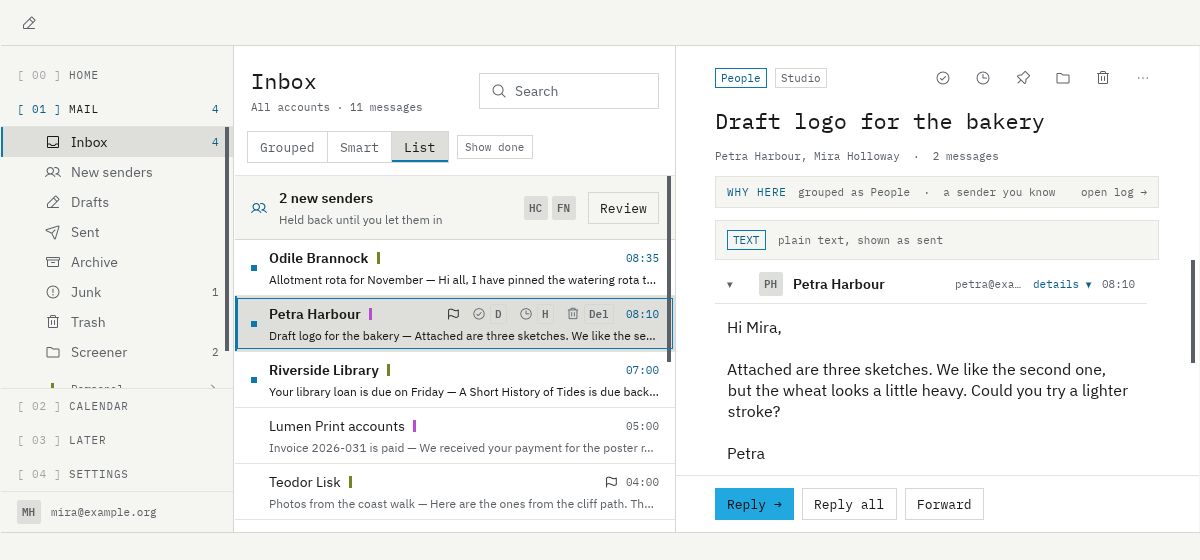 [ 00 ] HOME
[ 01 ] MAIL 4
Inbox 4
New senders
Drafts
Sent
Archive
Junk 1
Trash
Screener 2
Personal
[ 02 ] CALENDAR
[ 03 ] LATER
[ 04 ] SETTINGS
MH mira@example.org
Inbox
All accounts · 11 messages
Search
Grouped Smart List Show done
2 new senders
Held back until you let them in
HC FN Review
Odile Brannock 08:35
Allotment rota for November — Hi all, I have pinned the watering rota t…
Petra Harbour D H Del 08:10
Draft logo for the bakery — Attached are three sketches. We like the se…
Riverside Library 07:00
Your library loan is due on Friday — A Short History of Tides is due back…
Lumen Print accounts 05:00
Invoice 2026-031 is paid — We received your payment for the poster r…
Teodor Lisk 04:00
Photos from the coast walk — Here are the ones from the cliff path. Th…
People Studio
Draft logo for the bakery
Petra Harbour, Mira Holloway · 2 messages
WHY HERE grouped as People · a sender you know open log →
TEXT plain text, shown as sent
PH Petra Harbour petra@exa… details ▾ 08:10
Hi Mira,
Attached are three sketches. We like the second one,
but the wheat looks a little heavy. Could you try a lighter
stroke?
Petra
Reply → Reply all Forward